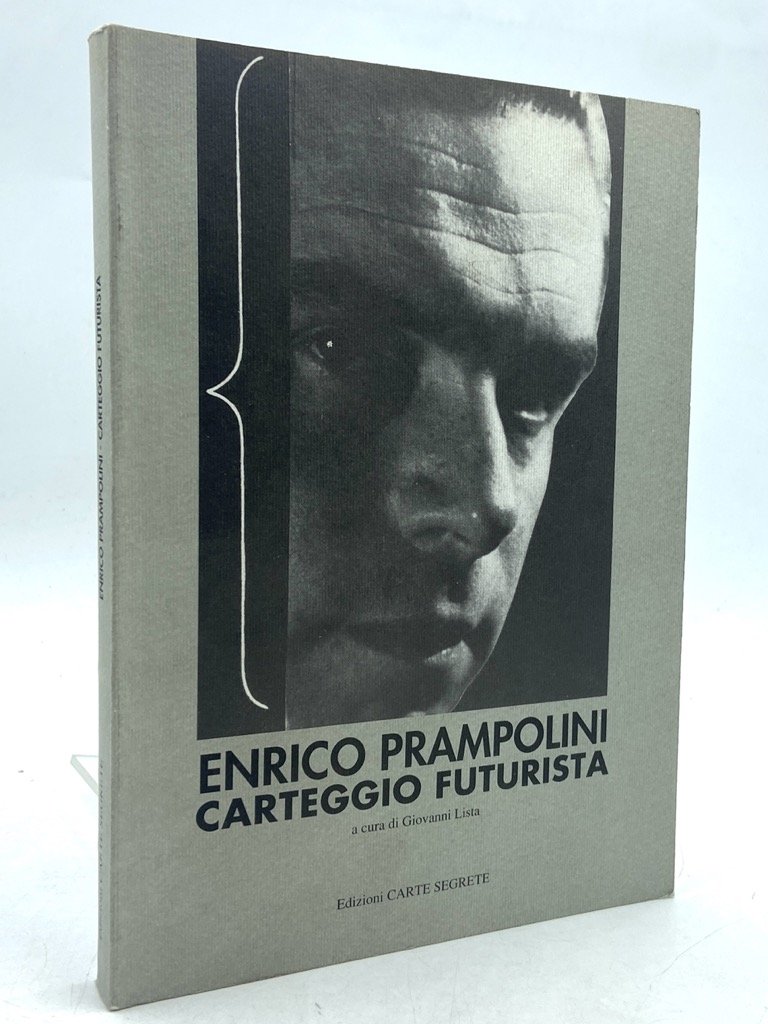 ENRICO PRAMPOLINI
CARTEGGIO FUTURISTA
a cura di Giovanni Lista
Edizioni CARTE SEGRETE
ENRICO PRAMPOLINI - CARTEGGIO FUTURISTA